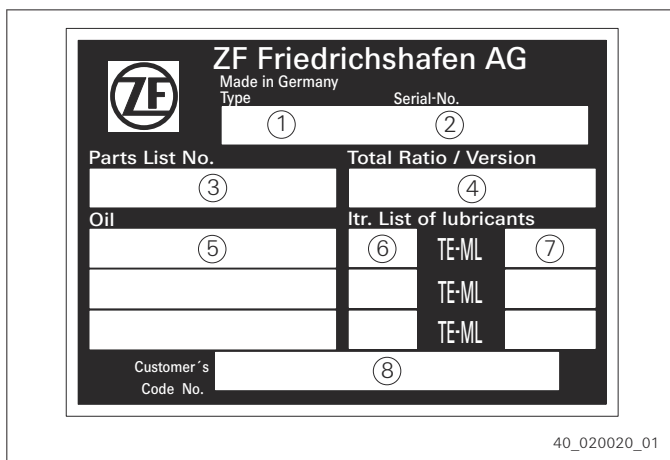 ZF Friedrichshafen AG
ZF
Made in Germany
Type Serial-No.
① ②
Parts List No. Total Ratio / Version
③ ④
Oil ltr. List of lubricants
⑤ ⑥ TE-ML ⑦
TE-ML
TE-ML
Customer´s
⑧
Code No.
40_020020_01